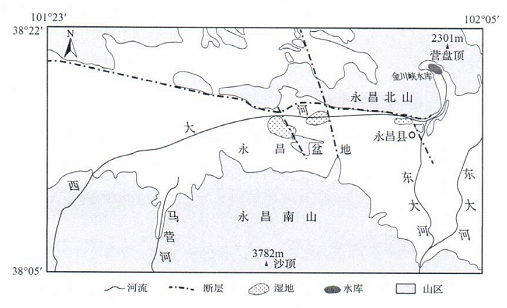 101°23′
102°05′
38°22′
N
2301m
营盘顶
金川峡水库
永昌北山
河
大
永昌县
永昌盆地
西
东大河
东大河
马营河
永昌南山
3782m
沙顶
38°05′
河流
断层
湿地
水库
山区